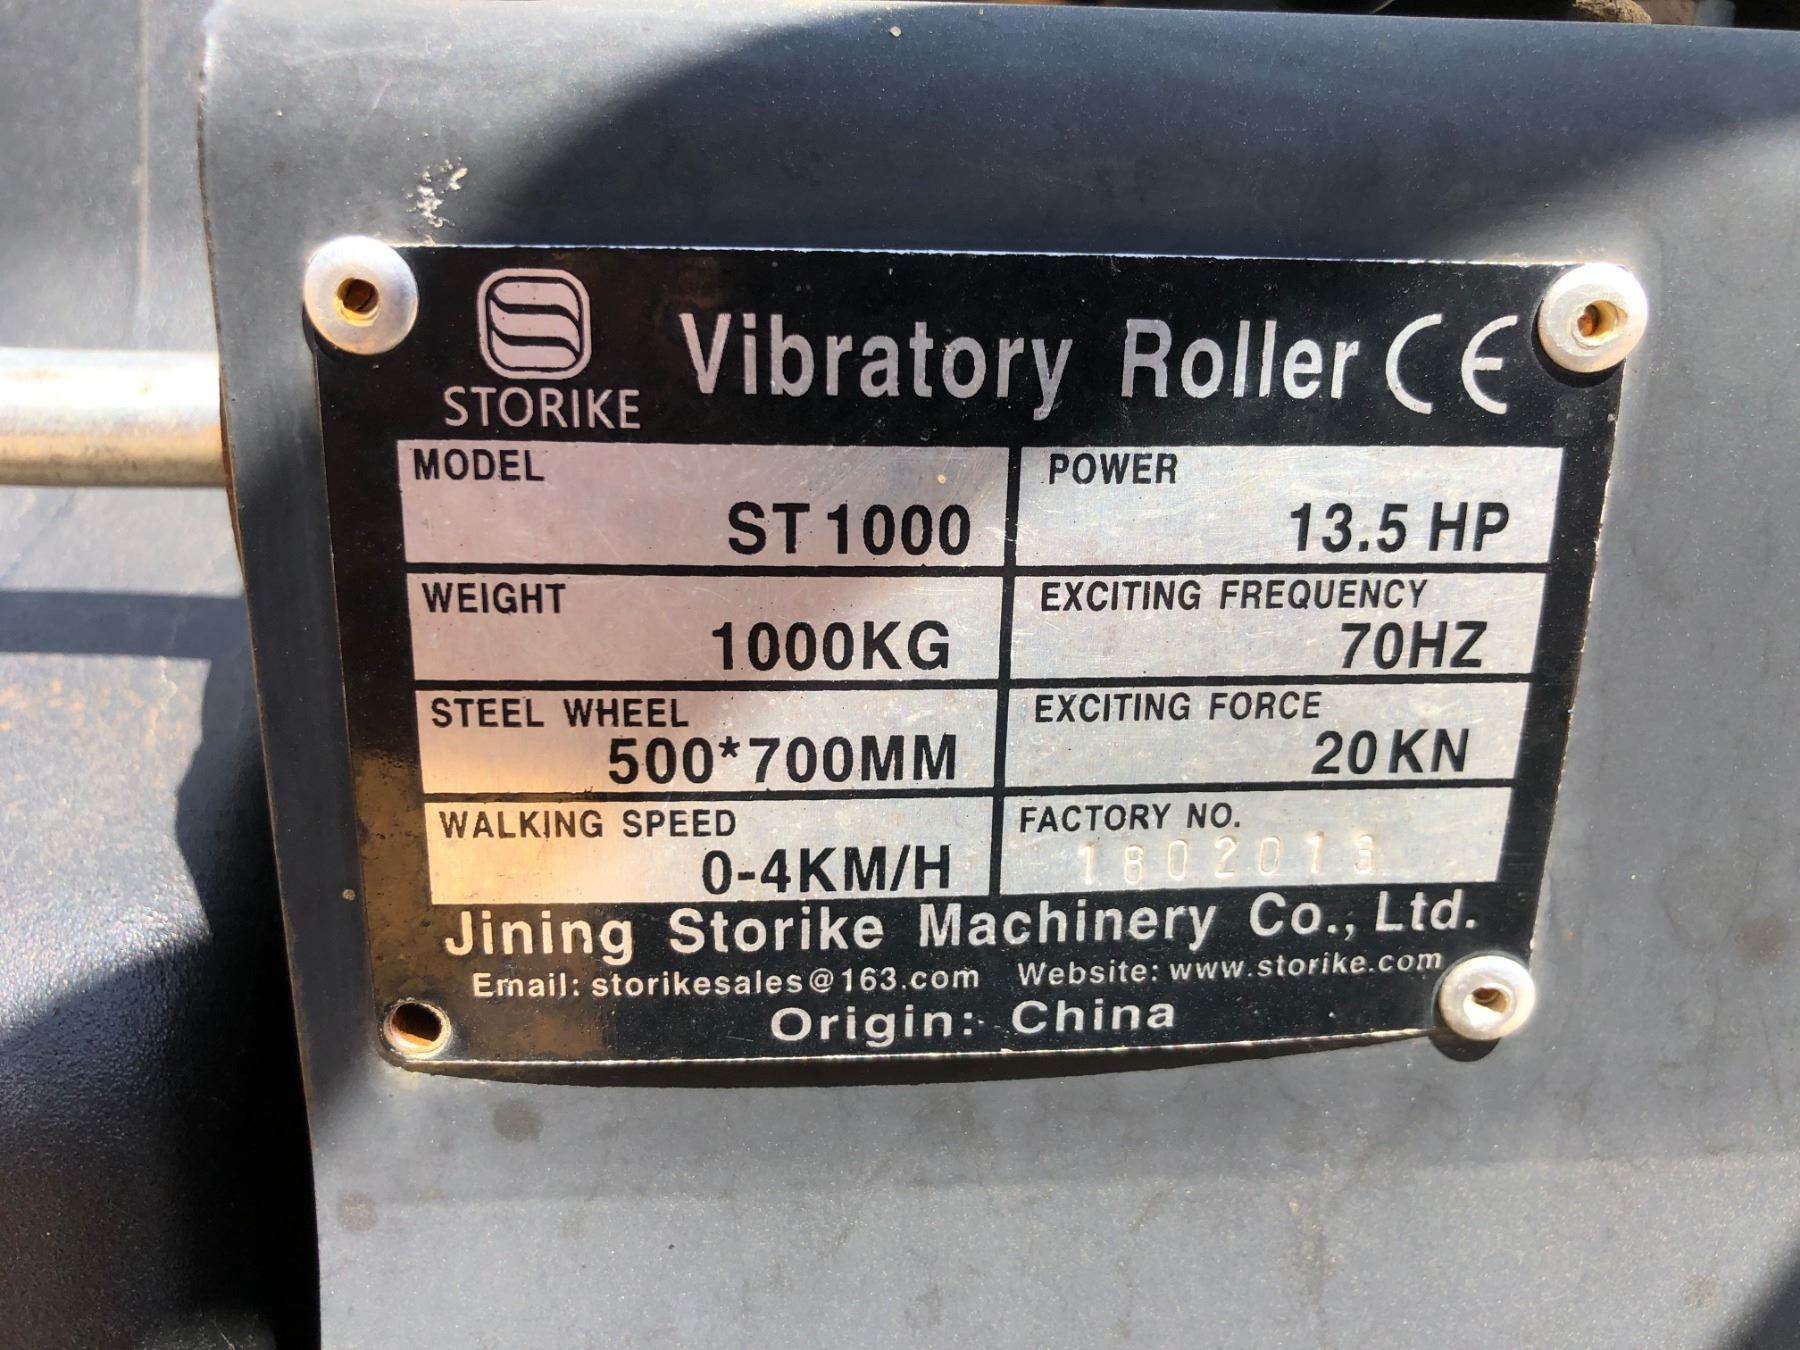 STORIKE
Vibratory Roller CE
MODEL
ST1000
POWER
13.5 HP
WEIGHT
1000KG
EXCITING FREQUENCY
70HZ
STEEL WHEEL
500*700MM
EXCITING FORCE
20KN
WALKING SPEED
0-4KM/H
FACTORY NO.
1802013
Jining Storike Machinery Co., Ltd.
Email: storikesales@163.com Website: www.storike.com
Origin: China